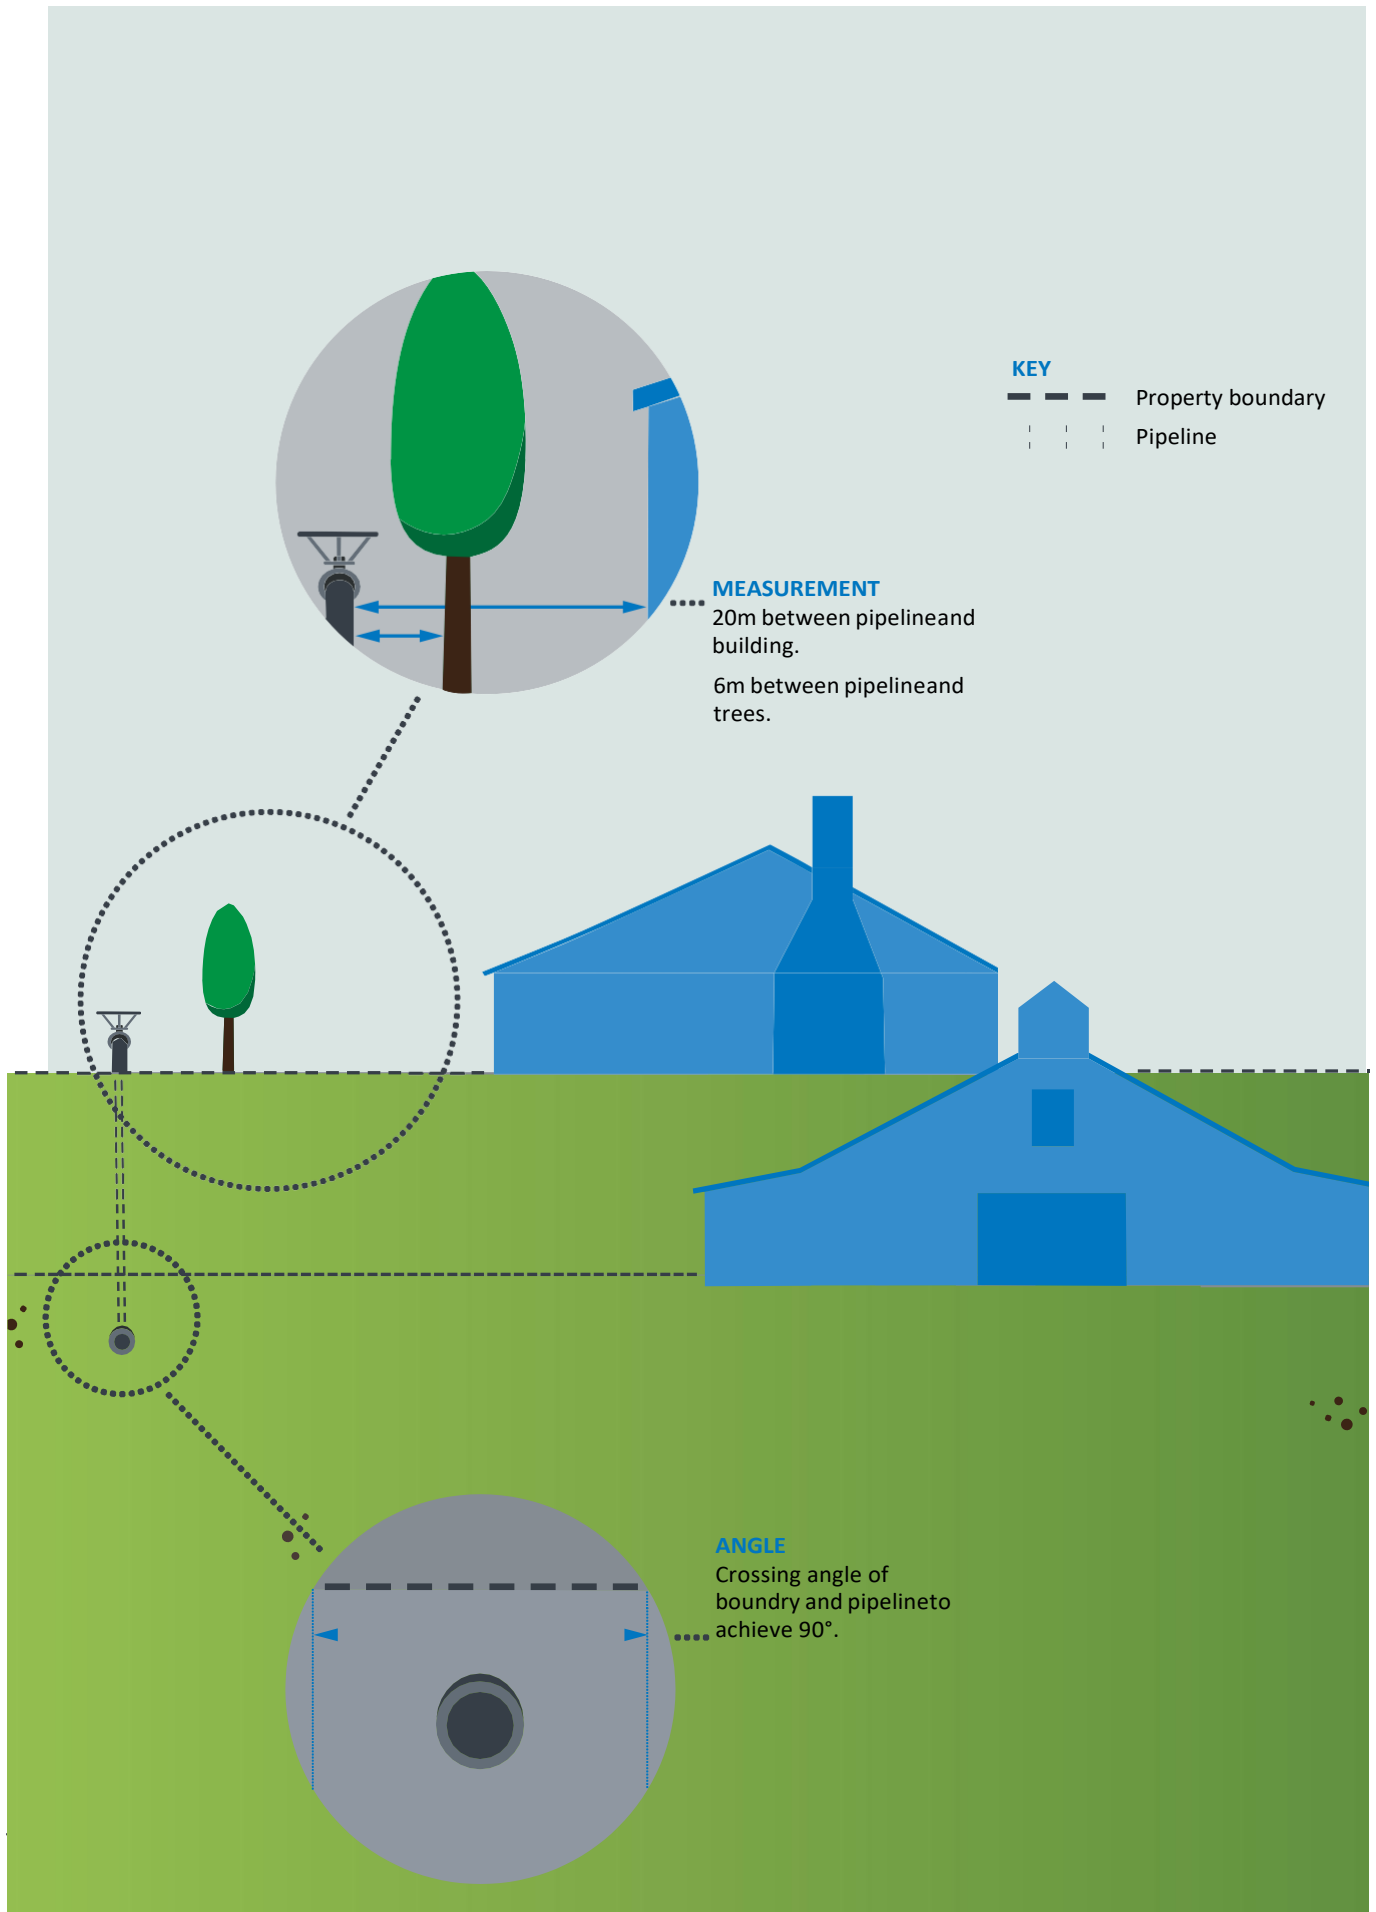 KEY
Property boundary
Pipeline
MEASUREMENT
20m between pipelineand
building.
6m between pipelineand
trees.
ANGLE
Crossing angle of
boundry and pipelineto
achieve 90°.